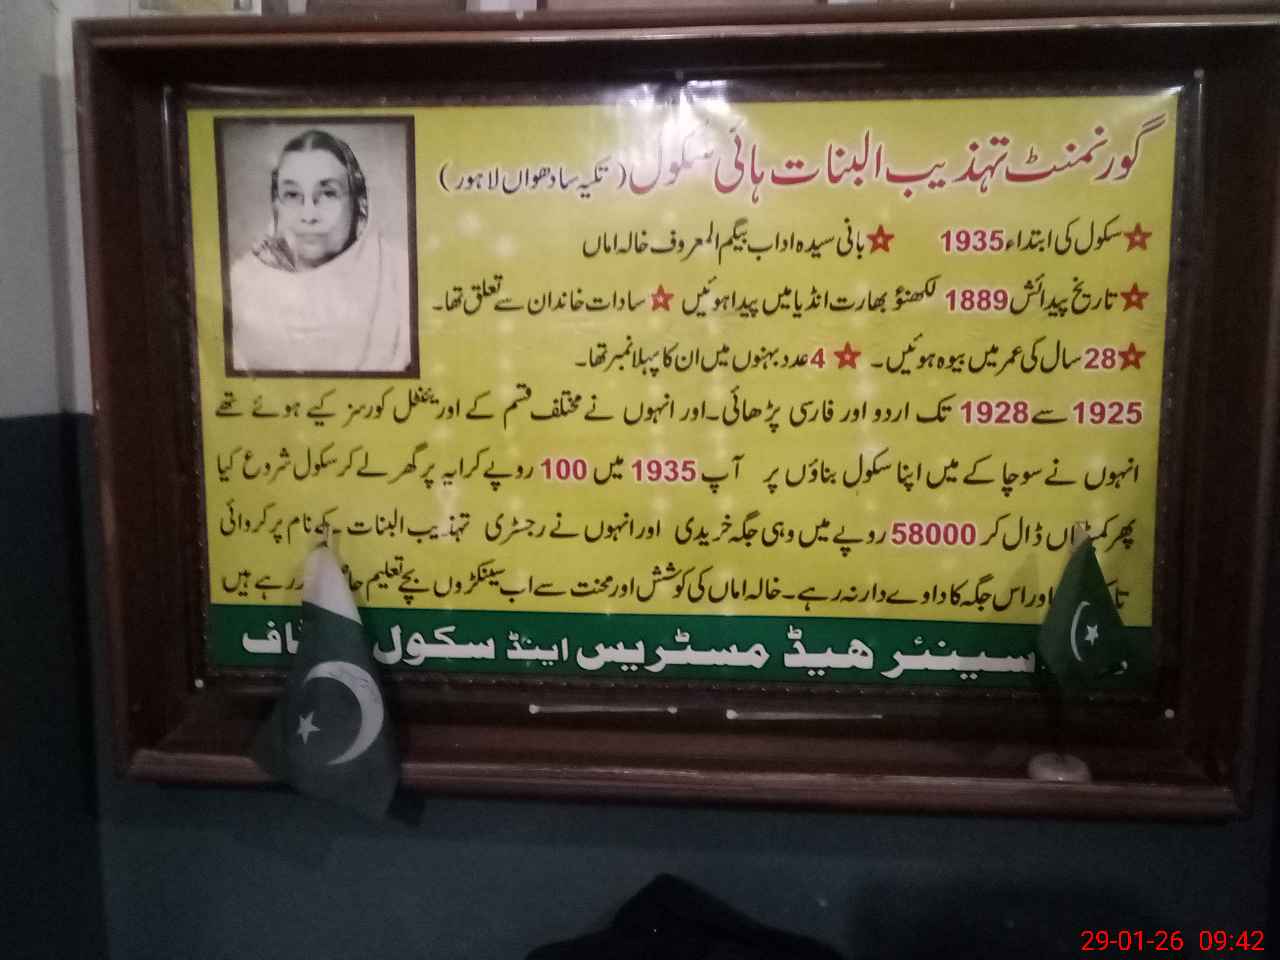 گورنمنٹ تہذیب البنات ہائی سکول (تکیہ سادھواں لاہور)
سکول کی ابتداء 1935 بانی سیدہ اداب بیگم المعروف خالہ اماں
تاریخ پیدائش 1889 لکھنؤ بھارت انڈیا میں پیدا ہوئیں سادات خاندان سے تعلق تھا۔
28 سال کی عمر میں بیوہ ہوئیں۔ 4 عدد بہنوں میں ان کا پہلا نمبر تھا۔
1925 سے 1928 تک اردو اور فارسی پڑھائی۔ اور انہوں نے مختلف قسم کے اورینٹل کورسز کیے ہوئے تھے
انہوں نے سوچا کے میں اپنا سکول بناؤں پر آپ 1935 میں 100 روپے کرایہ پر گھر لے کر سکول شروع کیا
پھر ڈال کر 58000 روپے میں وہی جگہ خریدی اور انہوں نے رجسٹری تہذیب البنات کے نام پر کروائی
اور اس جگہ کا داوے دار نہ رہے۔ خالہ اماں کی کوشش اور محنت سے اب سینکڑوں بچے تعلیم رہے ہیں
سینئر ھیڈ مسٹریس اینڈ سکول
29-01-26 09:42